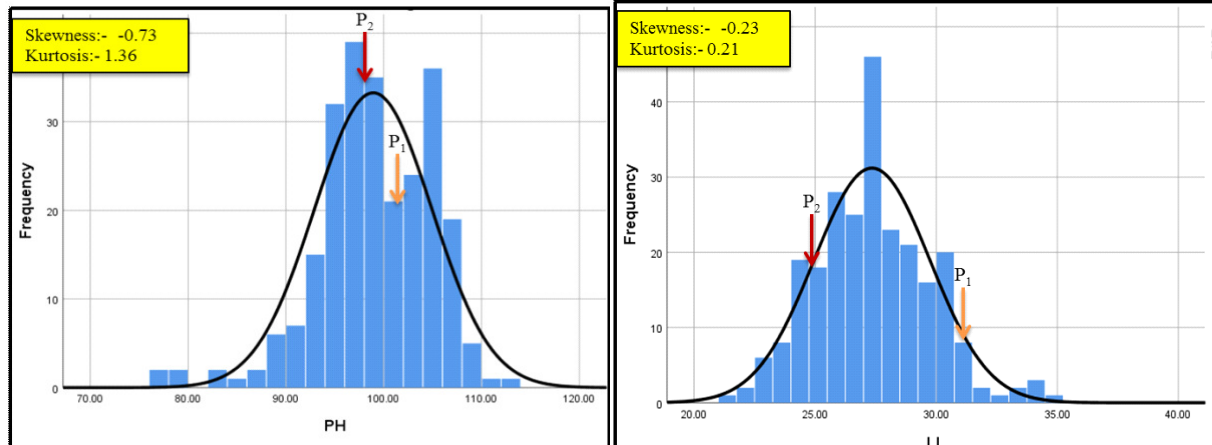 Skewness:- -0.73
Kurtosis:- 1.36
P2
P1
Frequency
30
20
10
0
70.00 80.00 90.00 100.00 110.00 120.00
PH
Skewness:- -0.23
Kurtosis:- 0.21
P2
P1
Frequency
40
30
20
10
0
20.00 25.00 30.00 35.00 40.00